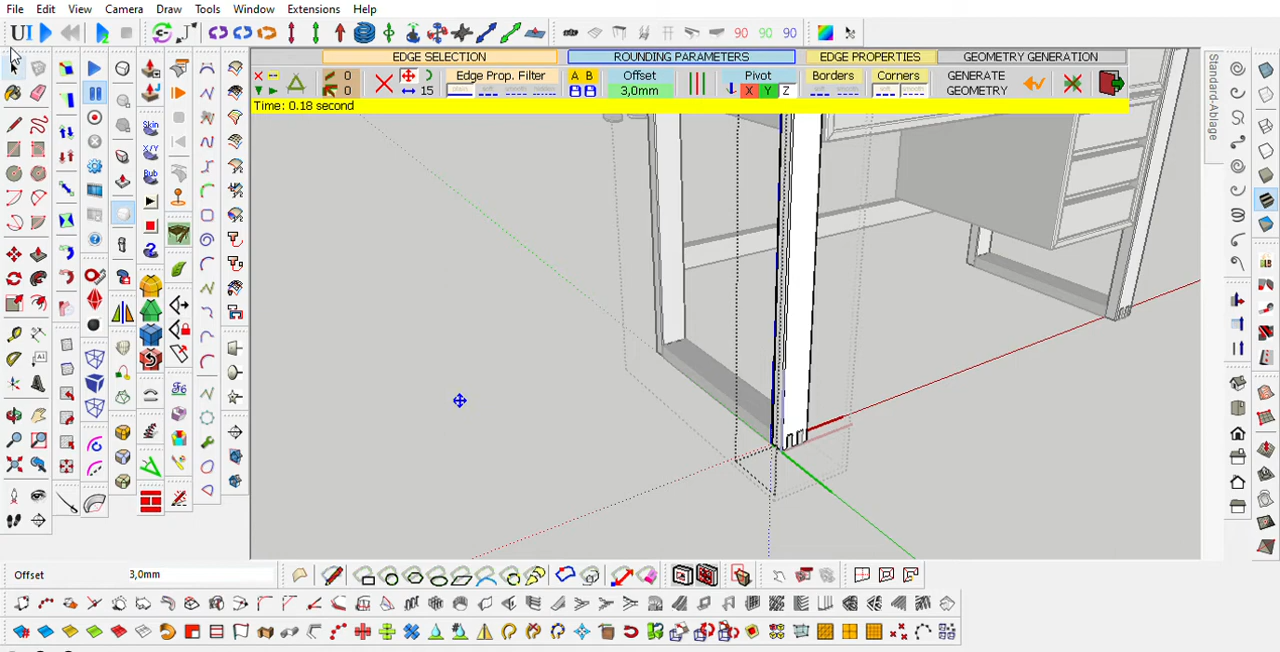 File Edit View Camera Draw Tools Window Extensions Help
UI
90 90 90
EDGE SELECTION ROUNDING PARAMETERS EDGE PROPERTIES GEOMETRY GENERATION
0 Edge Prop. Filter A B Offset Pivot Borders Corners GENERATE
0 15 3,0mm X Y Z GEOMETRY
Time: 0.18 second
Standard-Ablage
Skin
X/Y
Bub
Offset 3,0mm